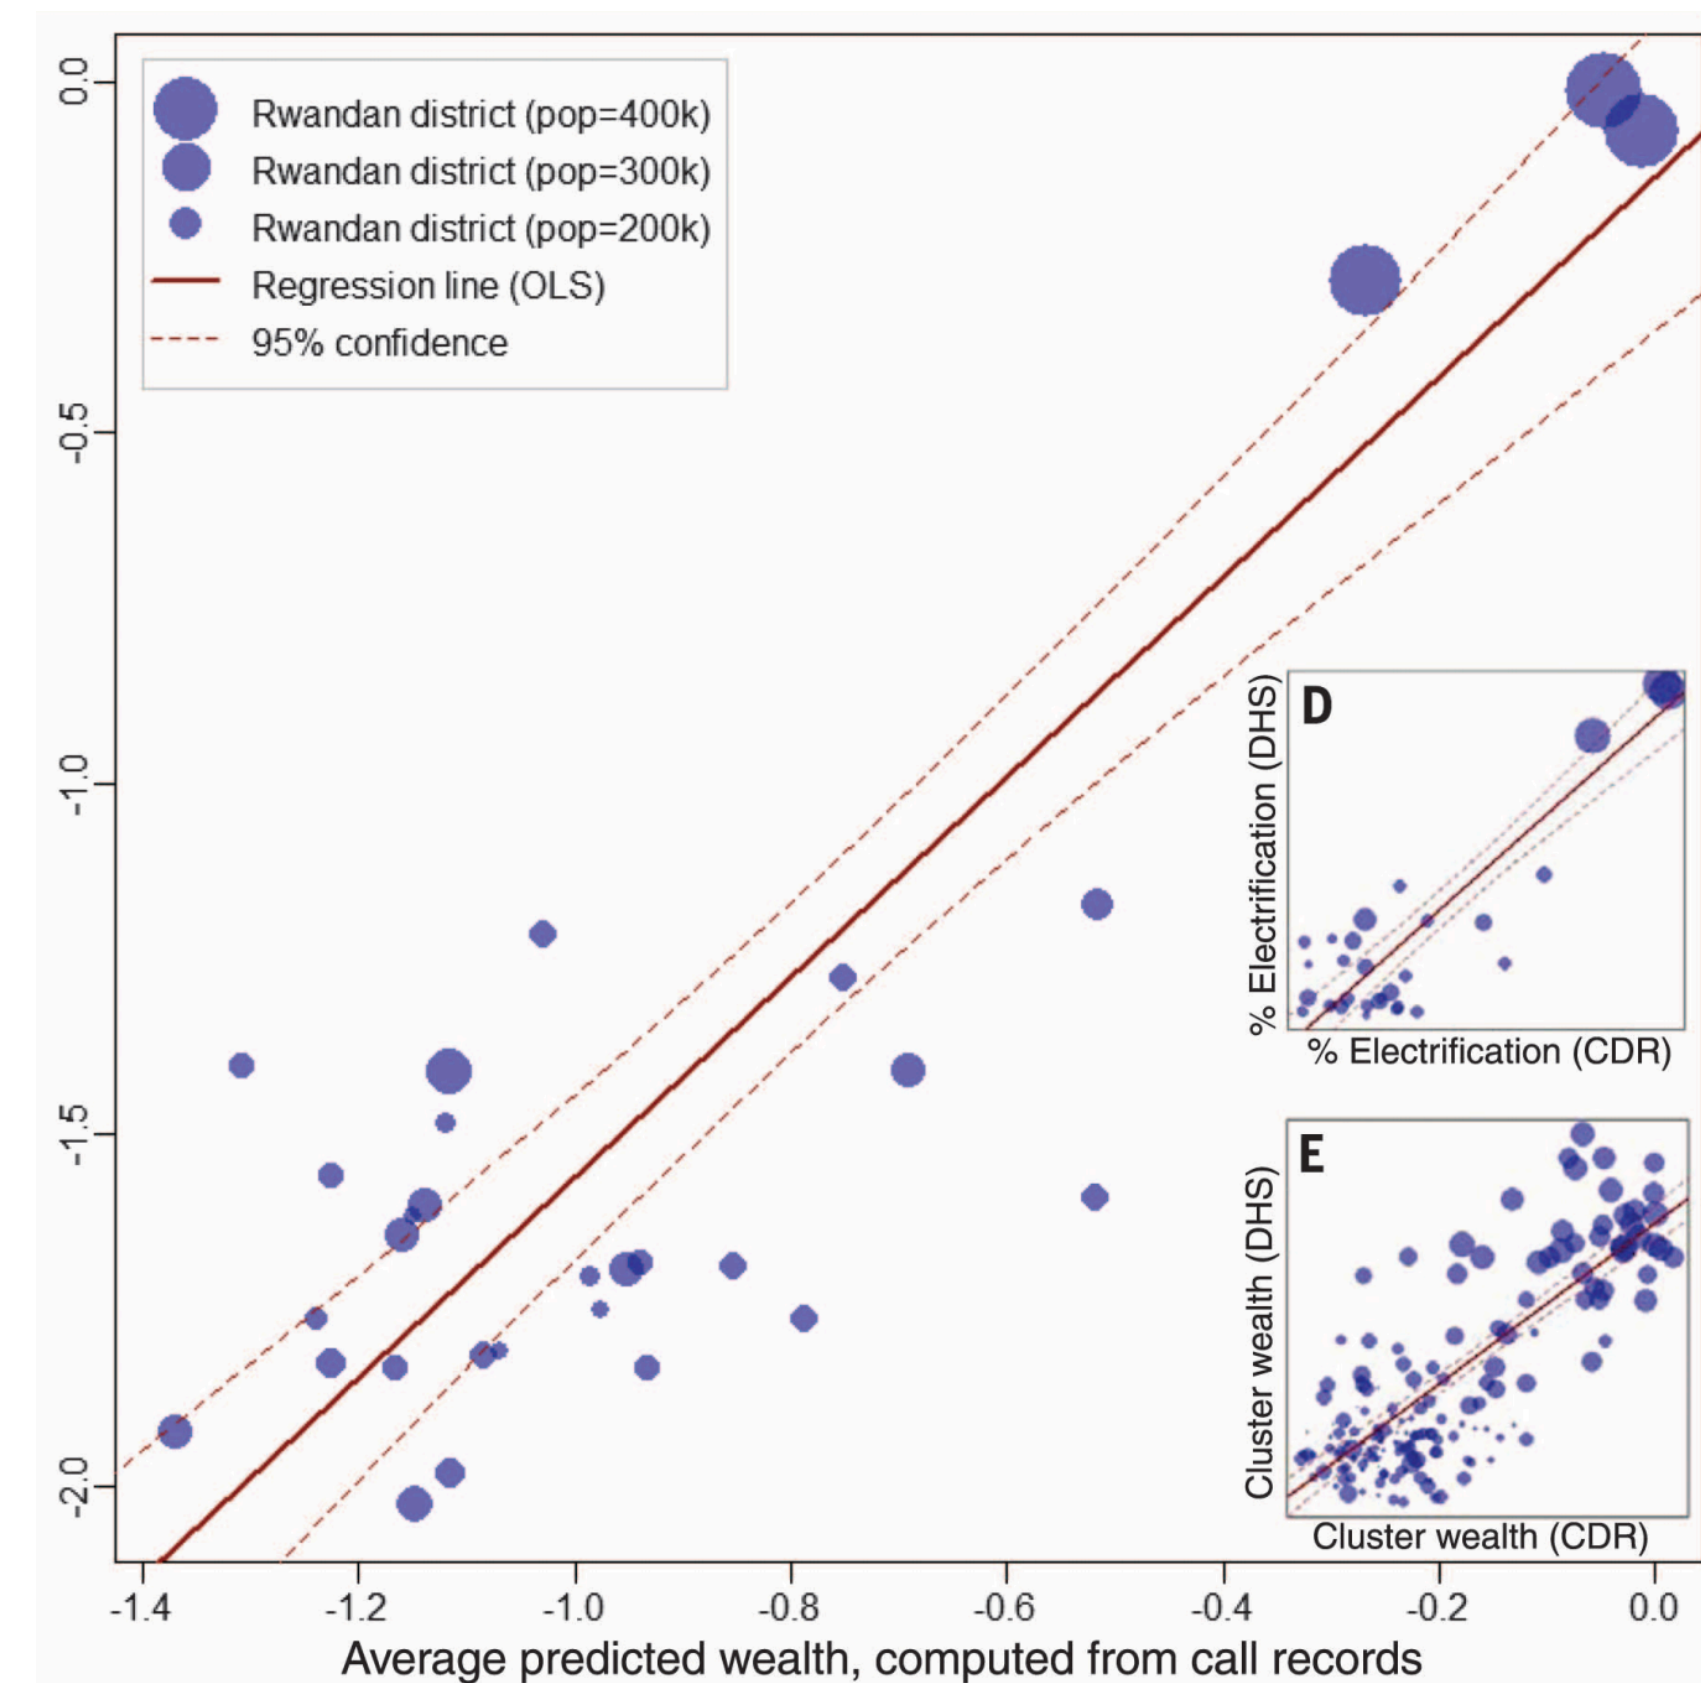 Rwandan district (pop=400k)
Rwandan district (pop=300k)
Rwandan district (pop=200k)
Regression line (OLS)
95% confidence
0.0
-0.5
-1.0
-1.5
-2.0
D
% Electrification (DHS)
% Electrification (CDR)
E
Cluster wealth (DHS)
Cluster wealth (CDR)
-1.4 -1.2 -1.0 -0.8 -0.6 -0.4 -0.2 0.0
Average predicted wealth, computed from call records